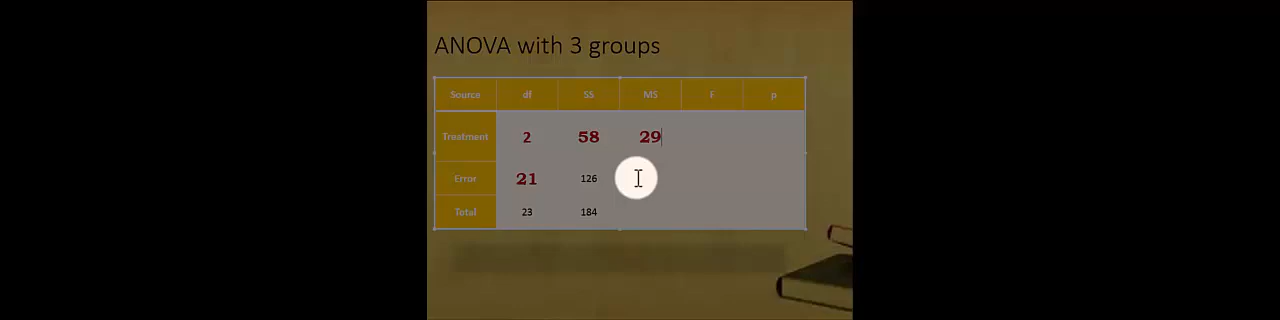 ANOVA with 3 groups
Source df SS MS F p
Treatment 2 58 29
Error 21 126
Total 23 184